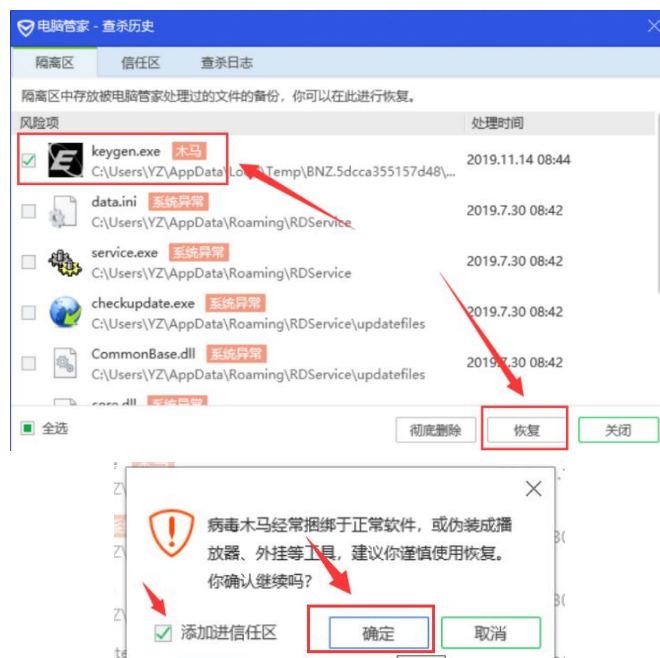 电脑管家 - 查杀历史
隔离区 信任区 查杀日志
隔离区中存放被电脑管家处理过的文件的备份，你可以在此进行恢复。
风险项 处理时间
keygen.exe 木马
C:\Users\YZ\AppData\Local\Temp\BNZ.5dcca355157d48\... 2019.11.14 08:44
data.ini 系统异常
C:\Users\YZ\AppData\Roaming\RDService 2019.7.30 08:42
service.exe 系统异常
C:\Users\YZ\AppData\Roaming\RDService 2019.7.30 08:42
checkupdate.exe 系统异常
C:\Users\YZ\AppData\Roaming\RDService\updatefiles 2019.7.30 08:42
CommonBase.dll 系统异常
C:\Users\YZ\AppData\Roaming\RDService\updatefiles 2019.7.30 08:42
core.dll 系统异常
全选 彻底删除 恢复 关闭
病毒木马经常捆绑于正常软件，或伪装成播
放器、外挂等工具，建议你谨慎使用恢复。
你确认继续吗？
添加进信任区 确定 取消